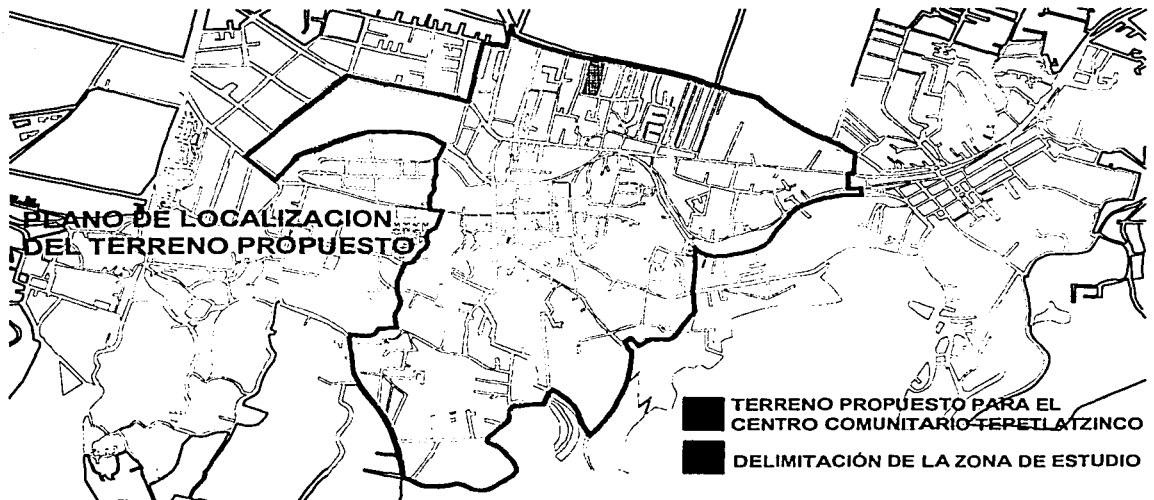 PLANO DE LOCALIZACION
DEL TERRENO PROPUESTO
TERRENO PROPUESTO PARA EL
CENTRO COMUNITARIO TEPETLATZINCO
DELIMITACIÓN DE LA ZONA DE ESTUDIO